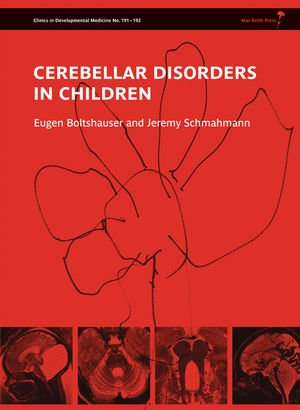 Clinics in Developmental Medicine No. 191–192
Mac Keith Press
CEREBELLAR DISORDERS
IN CHILDREN
Eugen Boltshauser and Jeremy Schmahmann